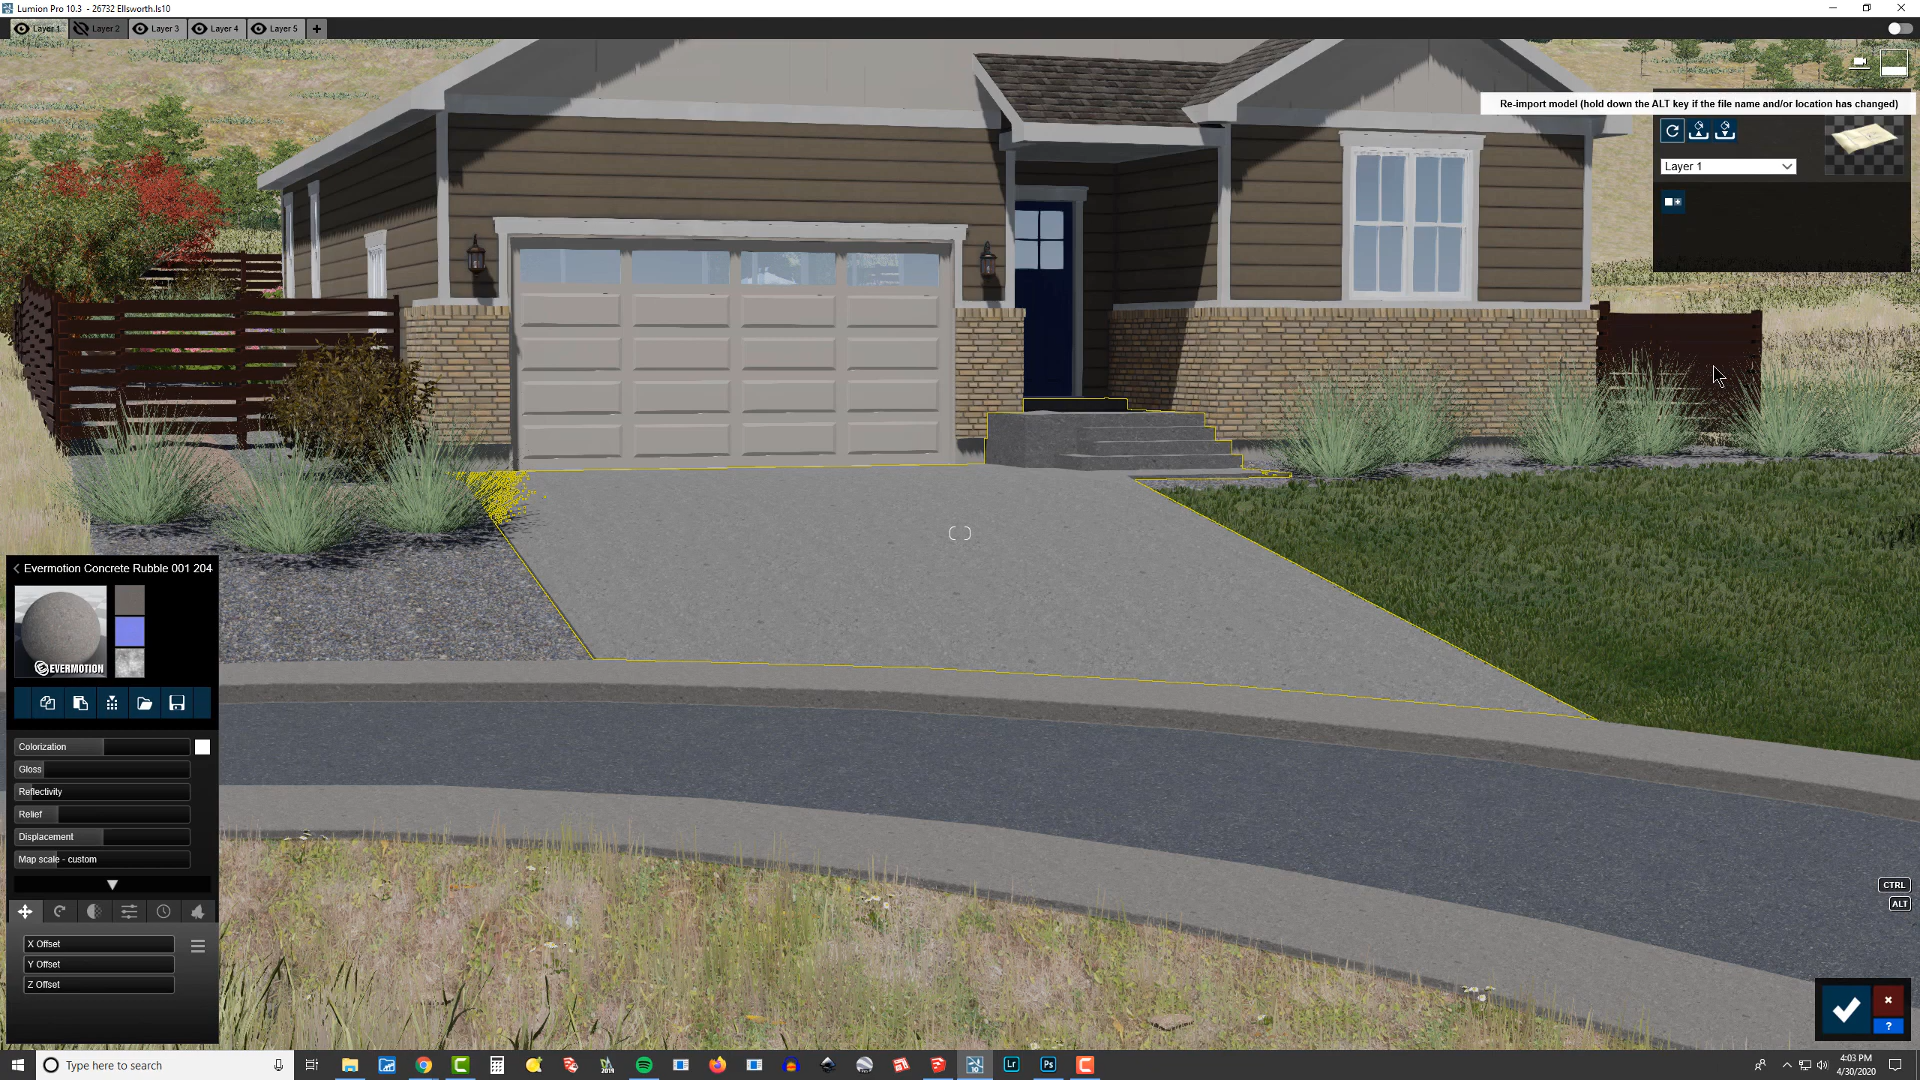 Lumion Pro 10.3 - 26732 Ellsworth.ls10
Layer 1
Layer 2
Layer 3
Layer 4
Layer 5
+
Re-import model (hold down the ALT key if the file name and/or location has changed)
Layer 1
Evermotion Concrete Rubble 001 204
EVERMOTION
Colorization
Gloss
Reflectivity
Relief
Displacement
Map scale - custom
X Offset
Y Offset
Z Offset
CTRL
ALT
?
Type here to search
Lr
Ps
4:03 PM
4/30/2020